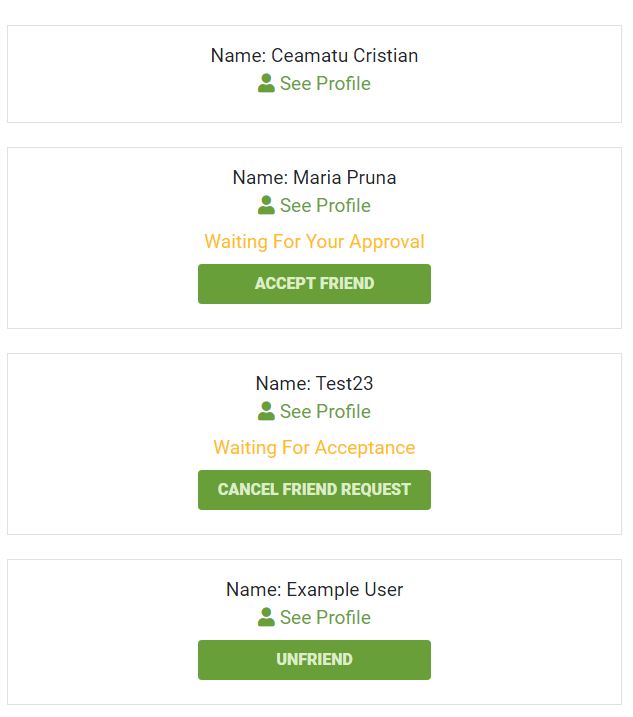 Name: Ceamatu Cristian
See Profile
Name: Maria Pruna
See Profile
Waiting For Your Approval
ACCEPT FRIEND
Name: Test23
See Profile
Waiting For Acceptance
CANCEL FRIEND REQUEST
Name: Example User
See Profile
UNFRIEND